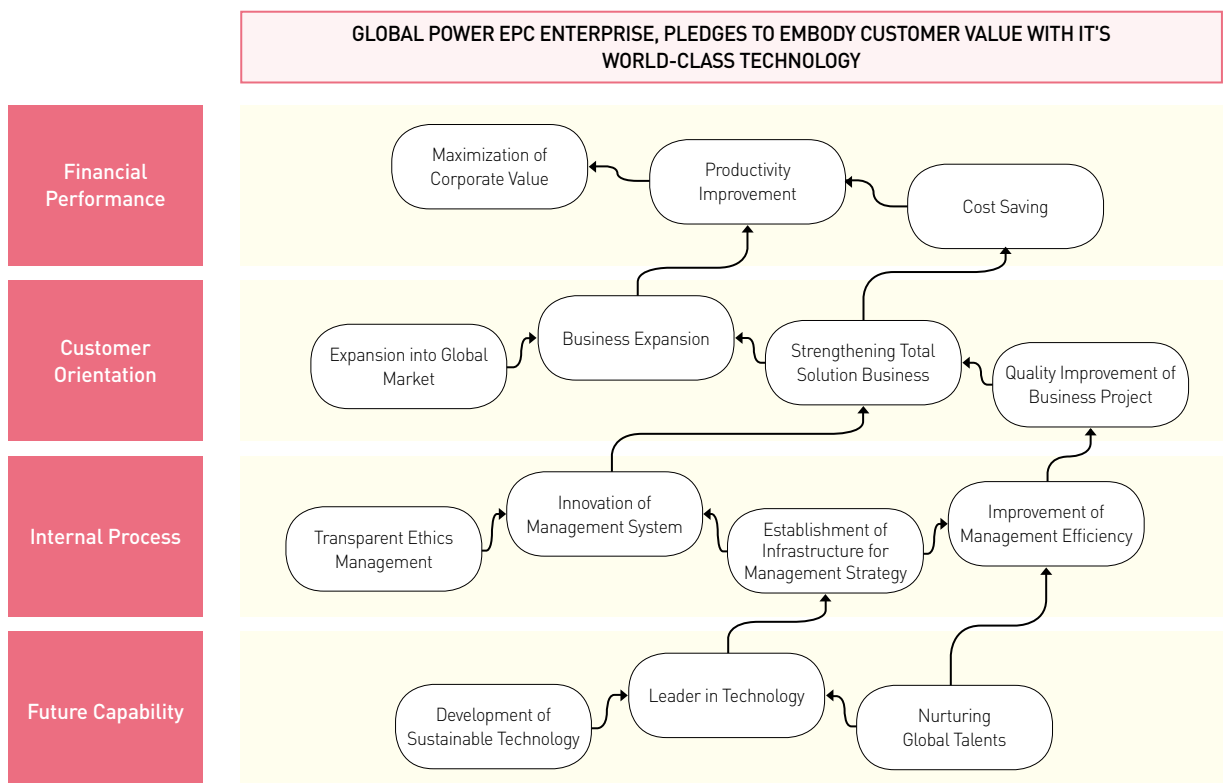 GLOBAL POWER EPC ENTERPRISE, PLEDGES TO EMBODY CUSTOMER VALUE WITH IT'S
WORLD-CLASS TECHNOLOGY
Financial
Performance
Maximization of
Corporate Value
Productivity
Improvement
Cost Saving
Customer
Orientation
Expansion into Global
Market
Business Expansion
Strengthening Total
Solution Business
Quality Improvement of
Business Project
Internal Process
Transparent Ethics
Management
Innovation of
Management System
Establishment of
Infrastructure for
Management Strategy
Improvement of
Management Efficiency
Future Capability
Development of
Sustainable Technology
Leader in Technology
Nurturing
Global Talents